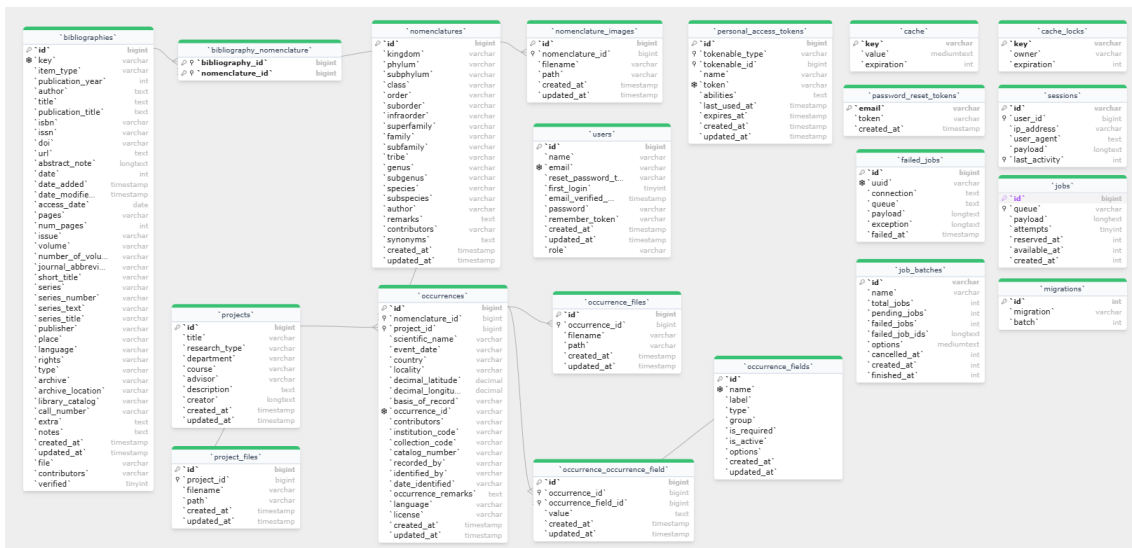 `bibliographies`
`id` bigint
`key` varchar
`item_type` varchar
`publication_year` int
`author` text
`title` text
`publication_title` text
`isbn` varchar
`issn` varchar
`doi` varchar
`url` text
`abstract_note` longtext
`date` int
`date_added` timestamp
`date_modifie... timestamp
`access_date` date
`pages` varchar
`num_pages` int
`issue` varchar
`volume` varchar
`number_of_volu... varchar
`journal_abbrevi... varchar
`short_title` varchar
`series` varchar
`series_number` varchar
`series_text` varchar
`series_title` varchar
`publisher` varchar
`place` varchar
`language` varchar
`rights` varchar
`type` varchar
`archive` varchar
`archive_location` varchar
`library_catalog` varchar
`call_number` varchar
`extra` text
`notes` text
`created_at` timestamp
`updated_at` timestamp
`file` varchar
`contributors` varchar
`verified` tinyint
`bibliography_nomenclature`
`bibliography_id` bigint
`nomenclature_id` bigint
`nomenclatures`
`id` bigint
`kingdom` varchar
`phylum` varchar
`subphylum` varchar
`class` varchar
`order` varchar
`suborder` varchar
`infraorder` varchar
`superfamily` varchar
`family` varchar
`subfamily` varchar
`tribe` varchar
`genus` varchar
`subgenus` varchar
`species` varchar
`subspecies` varchar
`author` varchar
`remarks` text
`contributors` varchar
`synonyms` text
`created_at` timestamp
`updated_at` timestamp
`nomenclature_images`
`id` bigint
`nomenclature_id` bigint
`filename` varchar
`path` varchar
`created_at` timestamp
`updated_at` timestamp
`users`
`id` bigint
`name` varchar
`email` varchar
`reset_password_t... varchar
`first_login` tinyint
`email_verified_... timestamp
`password` varchar
`remember_token` varchar
`created_at` timestamp
`updated_at` timestamp
`role` varchar
`personal_access_tokens`
`id` bigint
`tokenable_type` varchar
`tokenable_id` bigint
`name` varchar
`token` varchar
`abilities` text
`last_used_at` timestamp
`expires_at` timestamp
`created_at` timestamp
`updated_at` timestamp
`cache`
`key` varchar
`value` mediumtext
`expiration` int
`cache_locks`
`key` varchar
`owner` varchar
`expiration` int
`password_reset_tokens`
`email` varchar
`token` varchar
`created_at` timestamp
`sessions`
`id` varchar
`user_id` bigint
`ip_address` varchar
`user_agent` text
`payload` longtext
`last_activity` int
`failed_jobs`
`id` bigint
`uuid` varchar
`connection` text
`queue` text
`payload` longtext
`exception` longtext
`failed_at` timestamp
`jobs`
`id` bigint
`queue` varchar
`payload` longtext
`attempts` tinyint
`reserved_at` int
`available_at` int
`created_at` int
`job_batches`
`id` varchar
`name` varchar
`total_jobs` int
`pending_jobs` int
`failed_jobs` int
`failed_job_ids` longtext
`options` mediumtext
`cancelled_at` int
`created_at` int
`finished_at` int
`migrations`
`id` int
`migration` varchar
`batch` int
`projects`
`id` bigint
`title` varchar
`research_type` varchar
`department` varchar
`course` varchar
`advisor` varchar
`description` text
`creator` longtext
`created_at` timestamp
`updated_at` timestamp
`project_files`
`id` bigint
`project_id` bigint
`filename` varchar
`path` varchar
`created_at` timestamp
`updated_at` timestamp
`occurrences`
`id` bigint
`nomenclature_id` bigint
`project_id` bigint
`scientific_name` varchar
`event_date` varchar
`country` varchar
`locality` varchar
`decimal_latitude` decimal
`decimal_longitu... decimal
`basis_of_record` varchar
`occurrence_id` varchar
`contributors` varchar
`institution_code` varchar
`collection_code` varchar
`catalog_number` varchar
`recorded_by` varchar
`identified_by` varchar
`date_identified` varchar
`occurrence_remarks` text
`language` varchar
`license` varchar
`created_at` timestamp
`updated_at` timestamp
`occurrence_files`
`id` bigint
`occurrence_id` bigint
`filename` varchar
`path` varchar
`created_at` timestamp
`updated_at` timestamp
`occurrence_fields`
`id`
`name`
`label`
`type`
`group`
`is_required`
`is_active`
`options`
`created_at`
`updated_at`
`occurrence_occurrence_field`
`id` bigint
`occurrence_id` bigint
`occurrence_field_id` bigint
`value` text
`created_at` timestamp
`updated_at` timestamp